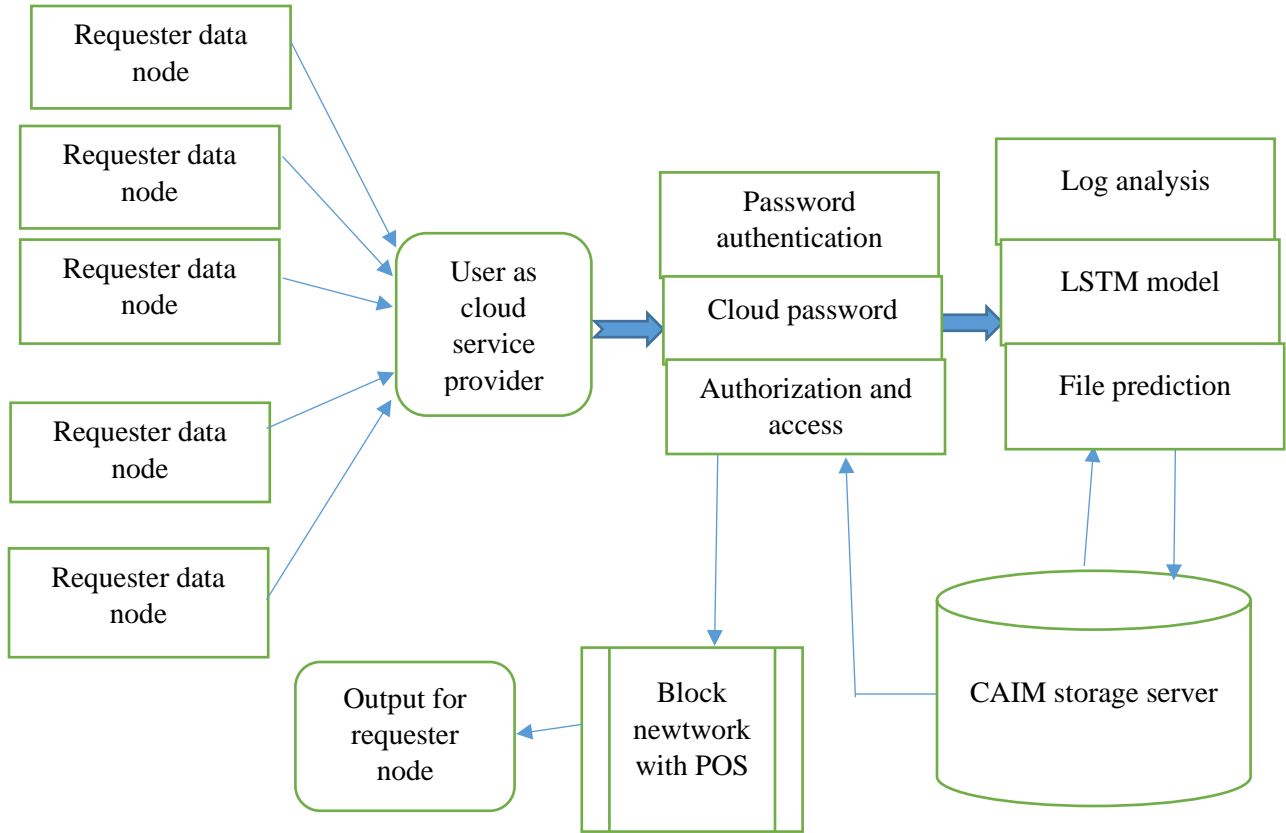 Requester data
node
Requester data
node
Requester data
node
Requester data
node
Requester data
node
User as
cloud
service
provider
Password
authentication
Cloud password
Authorization and
access
Log analysis
LSTM model
File prediction
CAIM storage server
Block
newtwork
with POS
Output for
requester
node